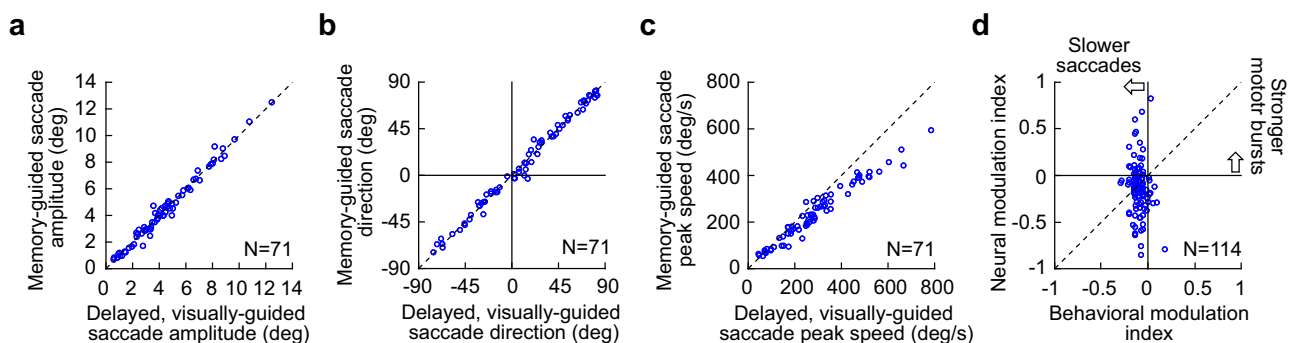 a
Memory-guided saccade
amplitude (deg)
14
12
10
8
6
4
2
0
0 2 4 6 8 10 12 14
N=71
Delayed, visually-guided
saccade amplitude (deg)
b
Memory-guided saccade
direction (deg)
90
45
0
-45
-90
-90 -45 0 45 90
N=71
Delayed, visually-guided
saccade direction (deg)
c
Memory-guided saccade
peak speed (deg/s)
800
600
400
200
0
0 200 400 600 800
N=71
Delayed, visually-guided
saccade peak speed (deg/s)
d
Slower
saccades
Stronger
mototr bursts
Neural modulation index
1
0.5
0
-0.5
-1
-1 -0.5 0 0.5 1
N=114
Behavioral modulation
index